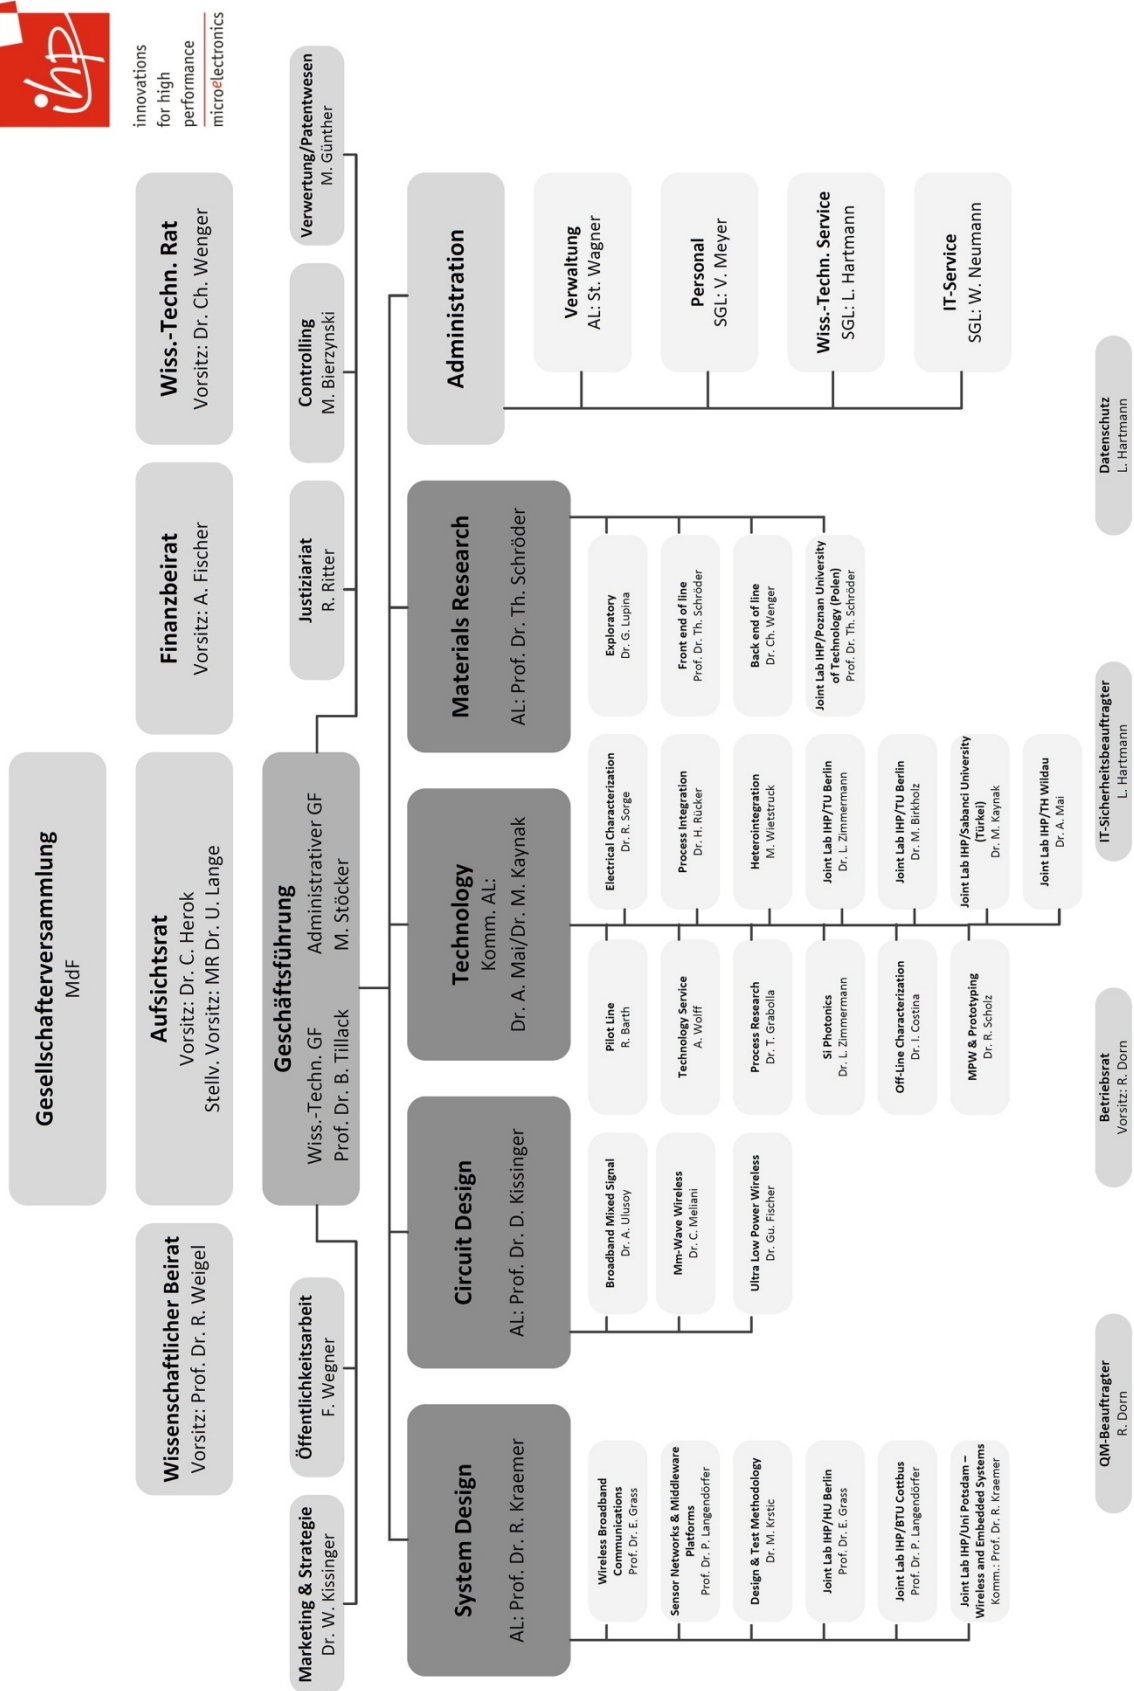 ihp
innovations
for high
performance
microelectronics
Gesellschafterversammlung
MdF
Wissenschaftlicher Beirat
Vorsitz: Prof. Dr. R. Weigel
Aufsichtsrat
Vorsitz: Dr. C. Herok
Stellv. Vorsitz: MR Dr. U. Lange
Finanzbeirat
Vorsitz: A. Fischer
Wiss.-Techn. Rat
Vorsitz: Dr. Ch. Wenger
Geschäftsführung
Wiss.-Techn. GF
Prof. Dr. B. Tillack
Administrativer GF
M. Stöcker
Marketing & Strategie
Dr. W. Kissinger
Öffentlichkeitsarbeit
F. Wegner
Justiziariat
R. Ritter
Controlling
M. Bierzynski
Verwertung/Patentwesen
M. Günther
System Design
AL: Prof. Dr. R. Kraemer
Wireless Broadband
Communications
Prof. Dr. E. Grass
Sensor Networks & Middleware
Platforms
Prof. Dr. P. Langendörfer
Design & Test Methodology
Dr. M. Krstic
Joint Lab IHP/HU Berlin
Prof. Dr. E. Grass
Joint Lab IHP/BTU Cottbus
Prof. Dr. P. Langendörfer
Joint Lab IHP/Uni Potsdam –
Wireless and Embedded Systems
Komm.: Prof. Dr. R. Kraemer
Circuit Design
AL: Prof. Dr. D. Kissinger
Broadband Mixed Signal
Dr. A. Ulusoy
Mm-Wave Wireless
Dr. C. Meliani
Ultra Low Power Wireless
Dr. Gu. Fischer
Technology
Komm. AL:
Dr. A. Mai/Dr. M. Kaynak
Pilot Line
R. Barth
Technology Service
A. Wolff
Process Research
Dr. T. Grabolla
Si Photonics
Dr. L. Zimmermann
Off-Line Characterization
Dr. I. Costina
MPW & Prototyping
Dr. R. Scholz
Electrical Characterization
Dr. R. Sorge
Process Integration
Dr. H. Rücker
Heterointegration
M. Wietstruck
Joint Lab IHP/TU Berlin
Dr. L. Zimmermann
Joint Lab IHP/TU Berlin
Dr. M. Birkholz
Joint Lab IHP/Sabanci University
(Türkei)
Dr. M. Kaynak
Joint Lab IHP/TH Wildau
Dr. A. Mai
Materials Research
AL: Prof. Dr. Th. Schröder
Exploratory
Dr. G. Lupina
Front end of line
Prof. Dr. Th. Schröder
Back end of line
Dr. Ch. Wenger
Joint Lab IHP/Poznan University
of Technology (Polen)
Prof. Dr. Th. Schröder
Administration
Verwaltung
AL: St. Wagner
Personal
SGL: V. Meyer
Wiss.-Techn. Service
SGL: L. Hartmann
IT-Service
SGL: W. Neumann
QM-Beauftragter
R. Dorn
Betriebsrat
Vorsitz: R. Dorn
IT-Sicherheitsbeauftragter
L. Hartmann
Datenschutz
L. Hartmann